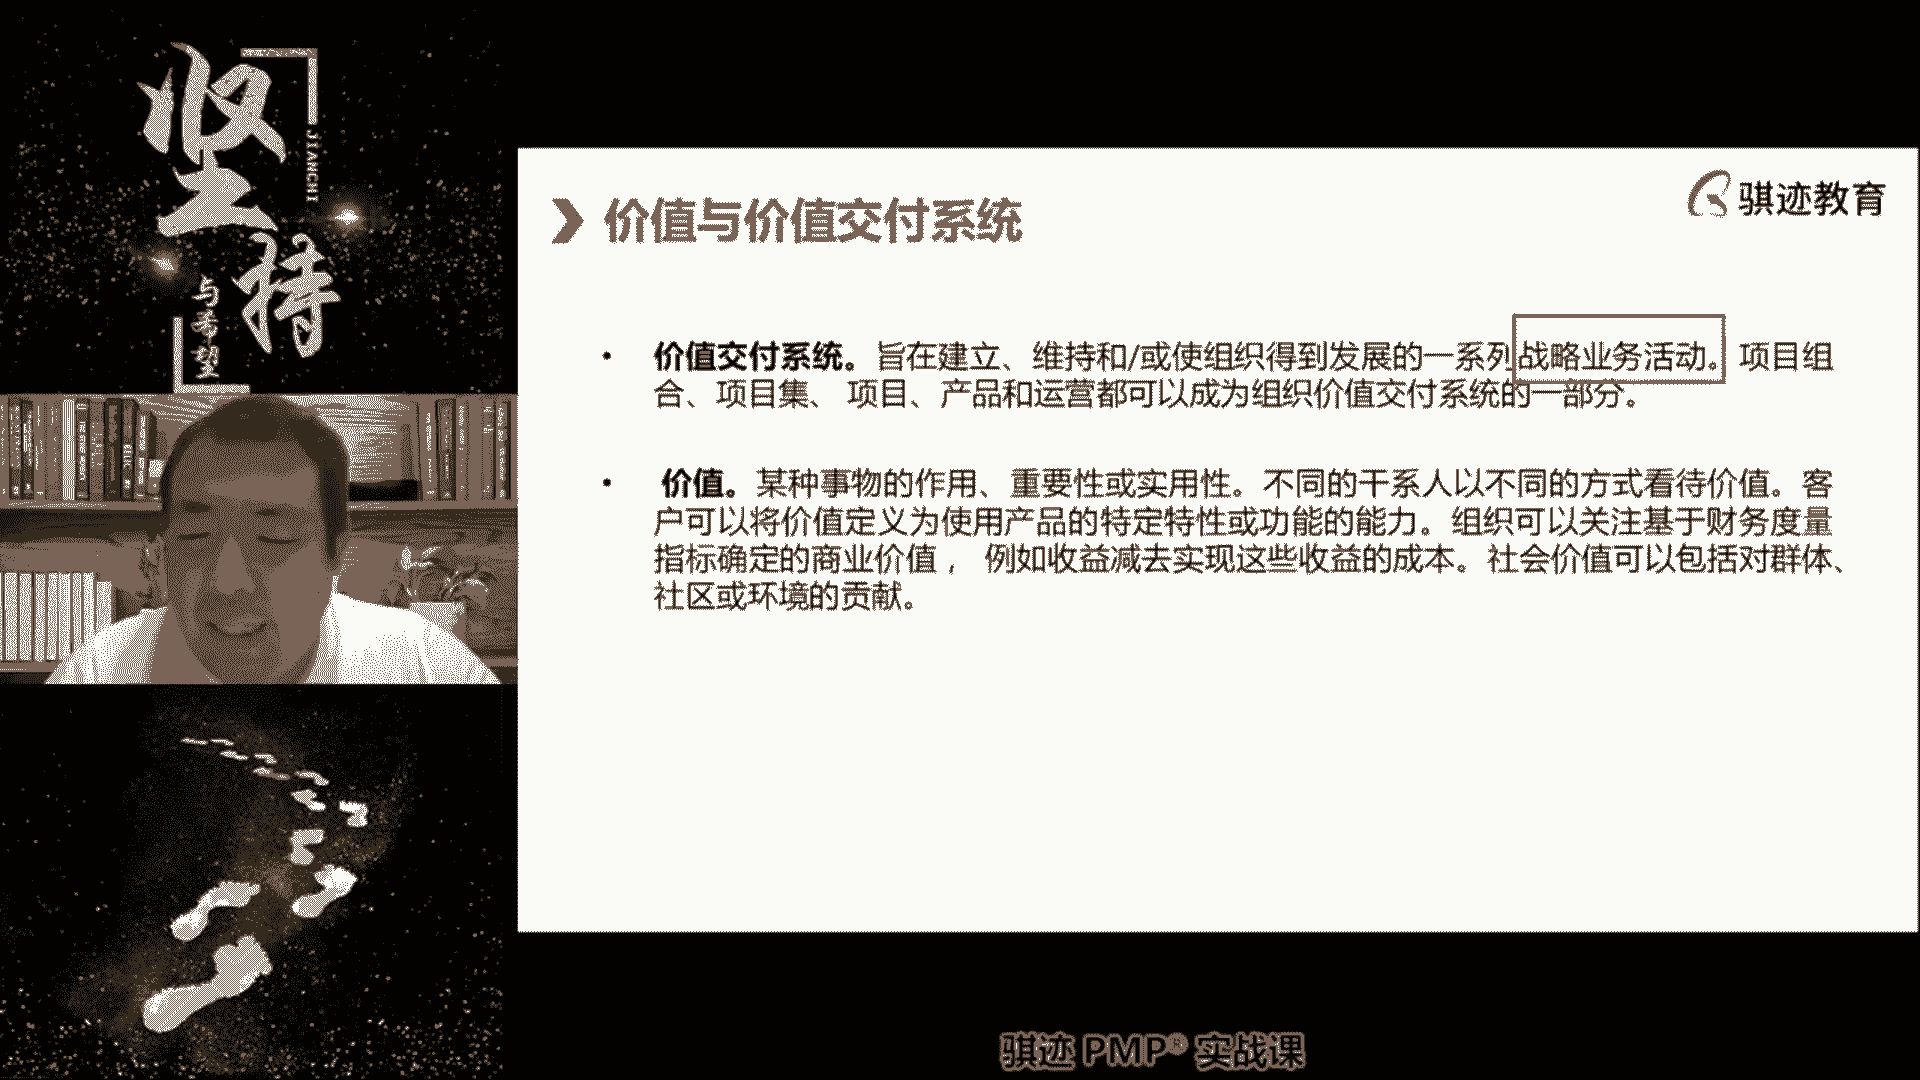 坚持
JIANCHI
与希望
骐迹教育
价值与价值交付系统
• 价值交付系统。旨在建立、维持和/或使组织得到发展的一系列战略业务活动。项目组
合、项目集、 项目、产品和运营都可以成为组织价值交付系统的一部分。
• 价值。某种事物的作用、重要性或实用性。不同的干系人以不同的方式看待价值。客
户可以将价值定义为使用产品的特定特性或功能的能力。组织可以关注基于财务度量
指标确定的商业价值， 例如收益减去实现这些收益的成本。社会价值可以包括对群体、
社区或环境的贡献。
骐迹 PMP® 实战课